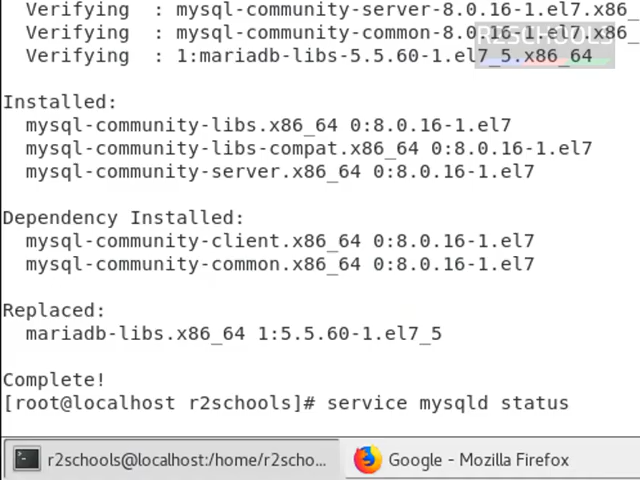 Verifying  : mysql-community-server-8.0.16-1.el7.x86_
Verifying  : mysql-community-common-8.0.16-1.el7.x86_
Verifying  : 1:mariadb-libs-5.5.60-1.el7_5.x86_64
R2SCHOOLS
Installed:
mysql-community-libs.x86_64 0:8.0.16-1.el7
mysql-community-libs-compat.x86_64 0:8.0.16-1.el7
mysql-community-server.x86_64 0:8.0.16-1.el7
Dependency Installed:
mysql-community-client.x86_64 0:8.0.16-1.el7
mysql-community-common.x86_64 0:8.0.16-1.el7
Replaced:
mariadb-libs.x86_64 1:5.5.60-1.el7_5
Complete!
[root@localhost r2schools]# service mysqld status
r2schools@localhost:/home/r2scho...
Google - Mozilla Firefox